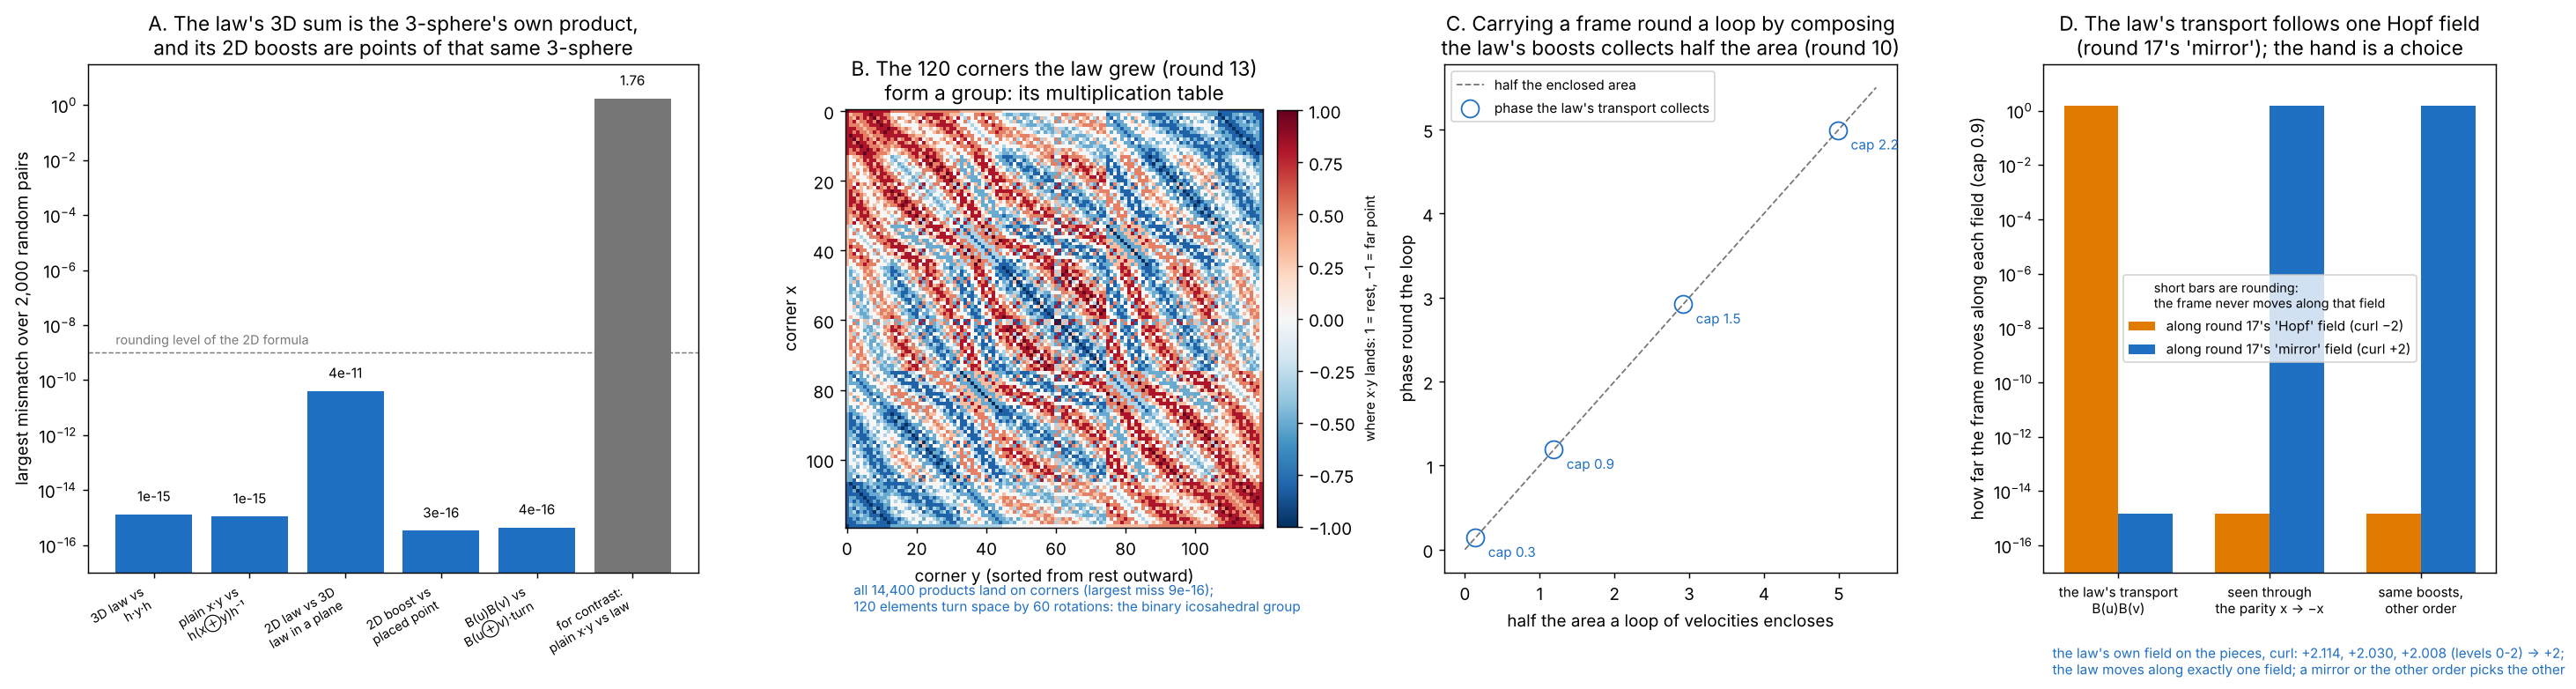 A. The law's 3D sum is the 3-sphere's own product,
and its 2D boosts are points of that same 3-sphere
largest mismatch over 2,000 random pairs
10⁰
10⁻²
10⁻⁴
10⁻⁶
10⁻⁸
10⁻¹⁰
10⁻¹²
10⁻¹⁴
10⁻¹⁶
rounding level of the 2D formula
1e-15
1e-15
4e-11
3e-16
4e-16
1.76
3D law vs
h·y·h
plain x·y vs
h(x⊕y)h⁻¹
2D law vs 3D
law in a plane
2D boost vs
placed point
B(u)B(v) vs
B(u⊕v)·turn
for contrast:
plain x·y vs law
B. The 120 corners the law grew (round 13)
form a group: its multiplication table
corner x
0
20
40
60
80
100
0
20
40
60
80
100
corner y (sorted from rest outward)
all 14,400 products land on corners (largest miss 9e-16);
120 elements turn space by 60 rotations: the binary icosahedral group
1.00
0.75
0.50
0.25
0.00
−0.25
−0.50
−0.75
−1.00
where x·y lands: 1 = rest, −1 = far point
C. Carrying a frame round a loop by composing
the law's boosts collects half the area (round 10)
half the enclosed area
phase the law's transport collects
phase round the loop
5
4
3
2
1
0
cap 2.2
cap 1.5
cap 0.9
cap 0.3
0
1
2
3
4
5
half the area a loop of velocities encloses
D. The law's transport follows one Hopf field
(round 17's 'mirror'); the hand is a choice
how far the frame moves along each field (cap 0.9)
10⁰
10⁻²
10⁻⁴
10⁻⁶
10⁻⁸
10⁻¹⁰
10⁻¹²
10⁻¹⁴
10⁻¹⁶
short bars are rounding:
the frame never moves along that field
along round 17's 'Hopf' field (curl −2)
along round 17's 'mirror' field (curl +2)
the law's transport
B(u)B(v)
seen through
the parity x → −x
same boosts,
other order
the law's own field on the pieces, curl: +2.114, +2.030, +2.008 (levels 0-2) → +2;
the law moves along exactly one field; a mirror or the other order picks the other